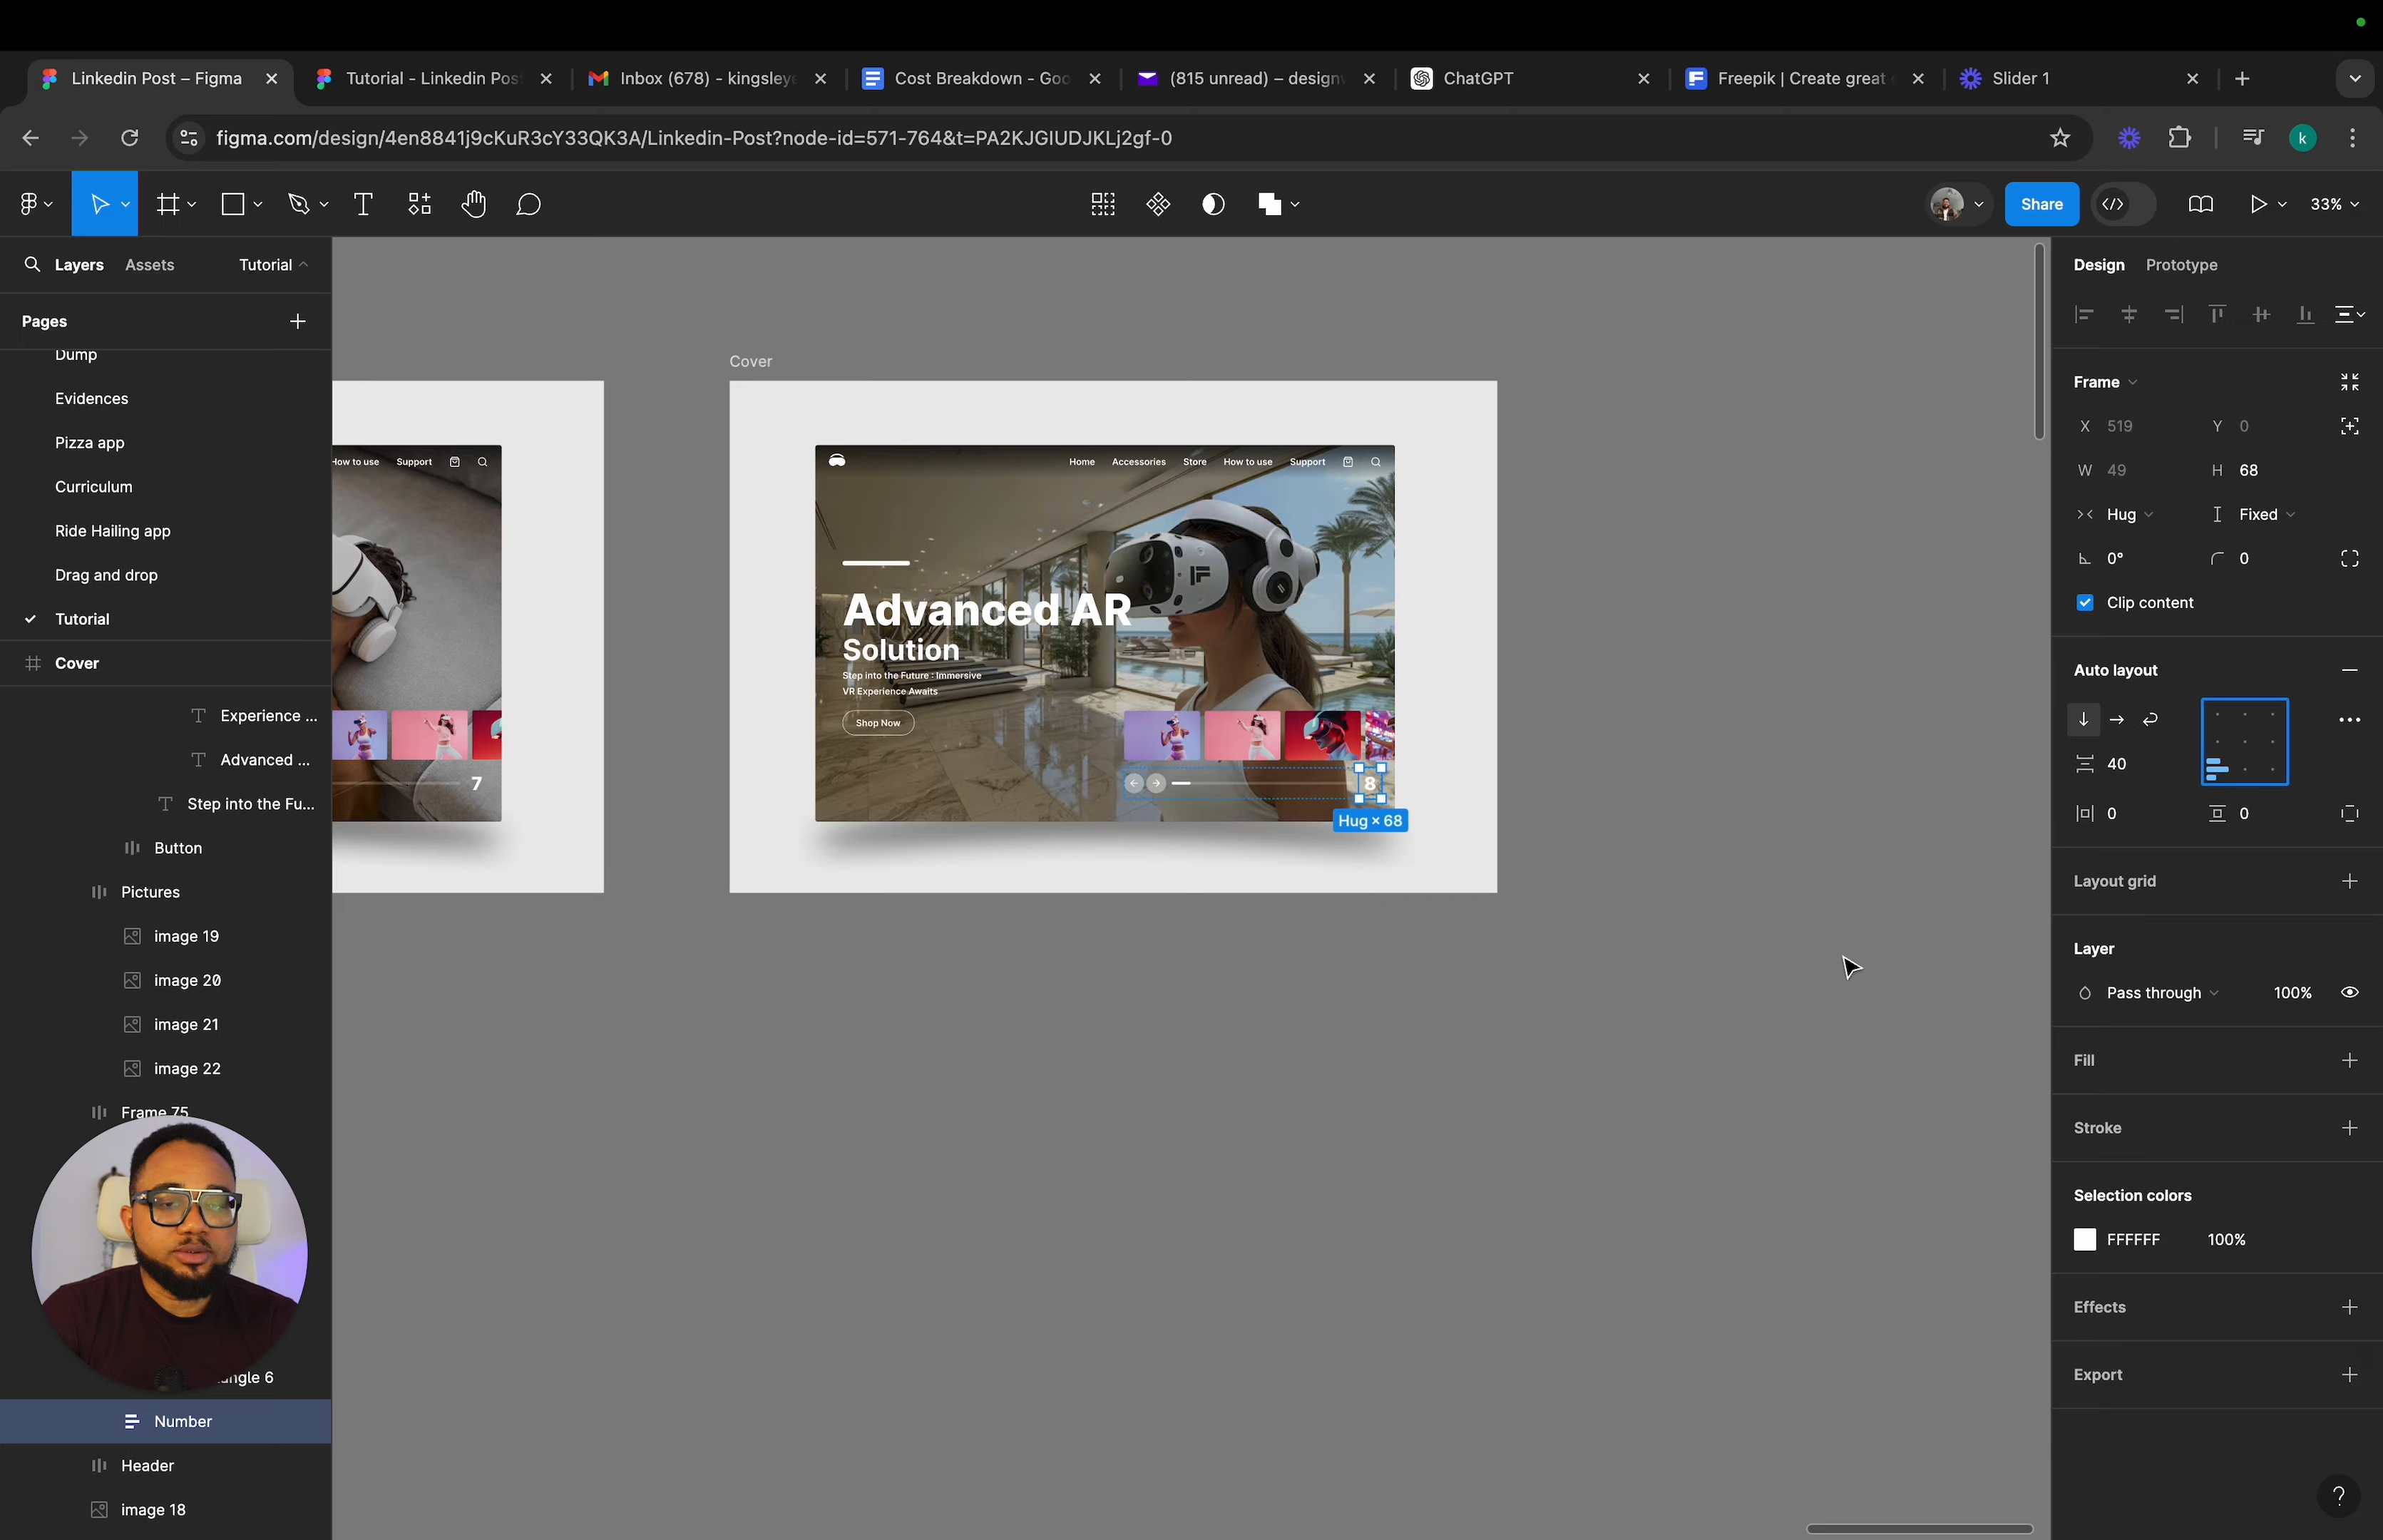 Linkedin Post – Figma
Tutorial - Linkedin Pos
Inbox (678) - kingsley
Cost Breakdown - Goo
(815 unread) – design
ChatGPT
Freepik | Create great
Slider 1
figma.com/design/4en8841j9cKuR3cY33QK3A/Linkedin-Post?node-id=571-764&t=PA2KJGIUDJKLj2gf-0
k
Share
33%
Layers
Assets
Tutorial
Pages
Dump
Evidences
Pizza app
Curriculum
Ride Hailing app
Drag and drop
Tutorial
Cover
Experience ...
Advanced ...
Step into the Fu...
Button
Pictures
image 19
image 20
image 21
image 22
Frame 75
angle 6
Number
Header
image 18
How to use
Support
7
Cover
Home
Accessories
Store
How to use
Support
Advanced AR
Solution
Step into the Future : Immersive
VR Experience Awaits
Shop Now
8
Hug × 68
Design
Prototype
Frame
X 519
Y 0
W 49
H 68
Hug
Fixed
0°
0
Clip content
Auto layout
40
0
0
Layout grid
Layer
Pass through
100%
Fill
Stroke
Selection colors
FFFFFF
100%
Effects
Export
?